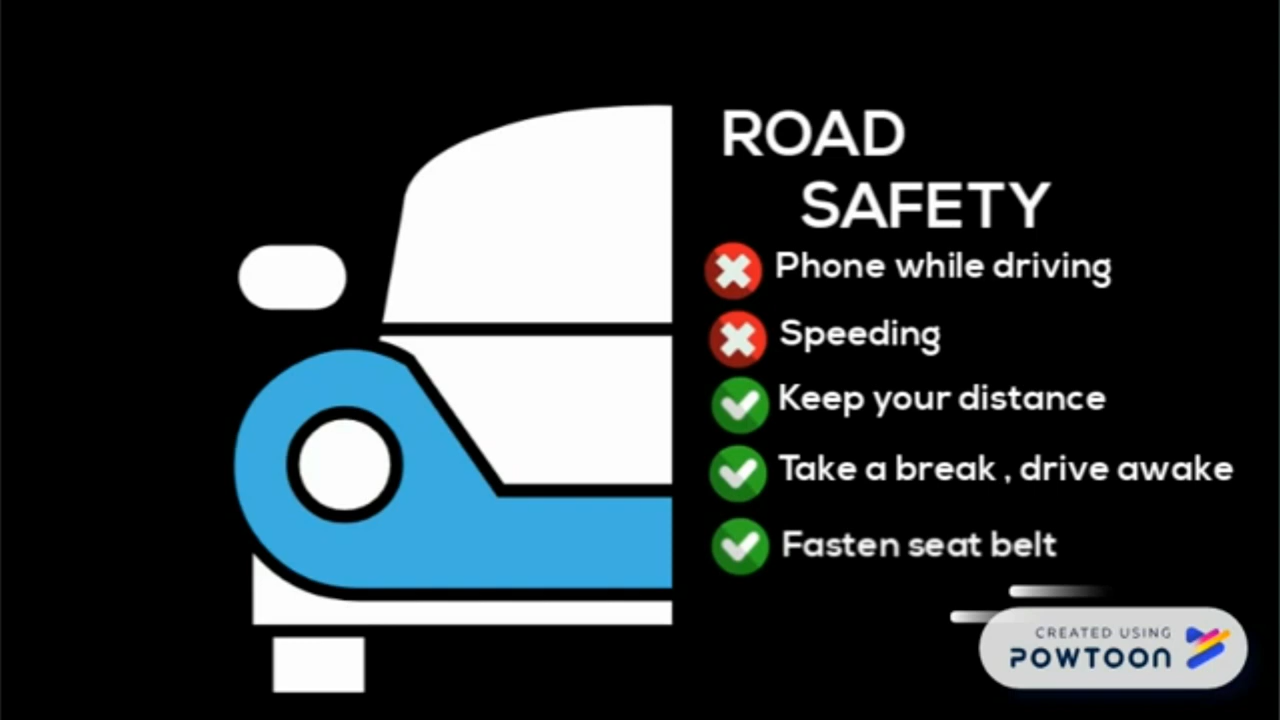 ROAD
SAFETY
Phone while driving
Speeding
Keep your distance
Take a break , drive awake
Fasten seat belt
CREATED USING
POWTOON